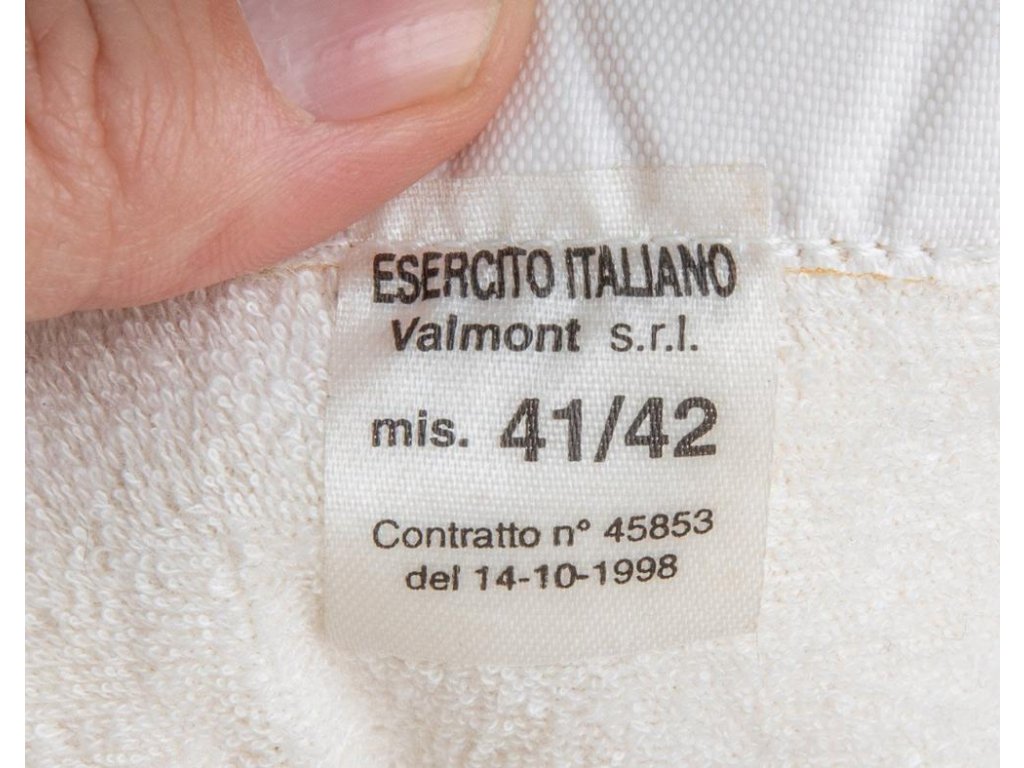 ESERCITO ITALIANO
Valmont s.r.l.
mis. 41/42
Contratto n° 45853
del 14-10-1998